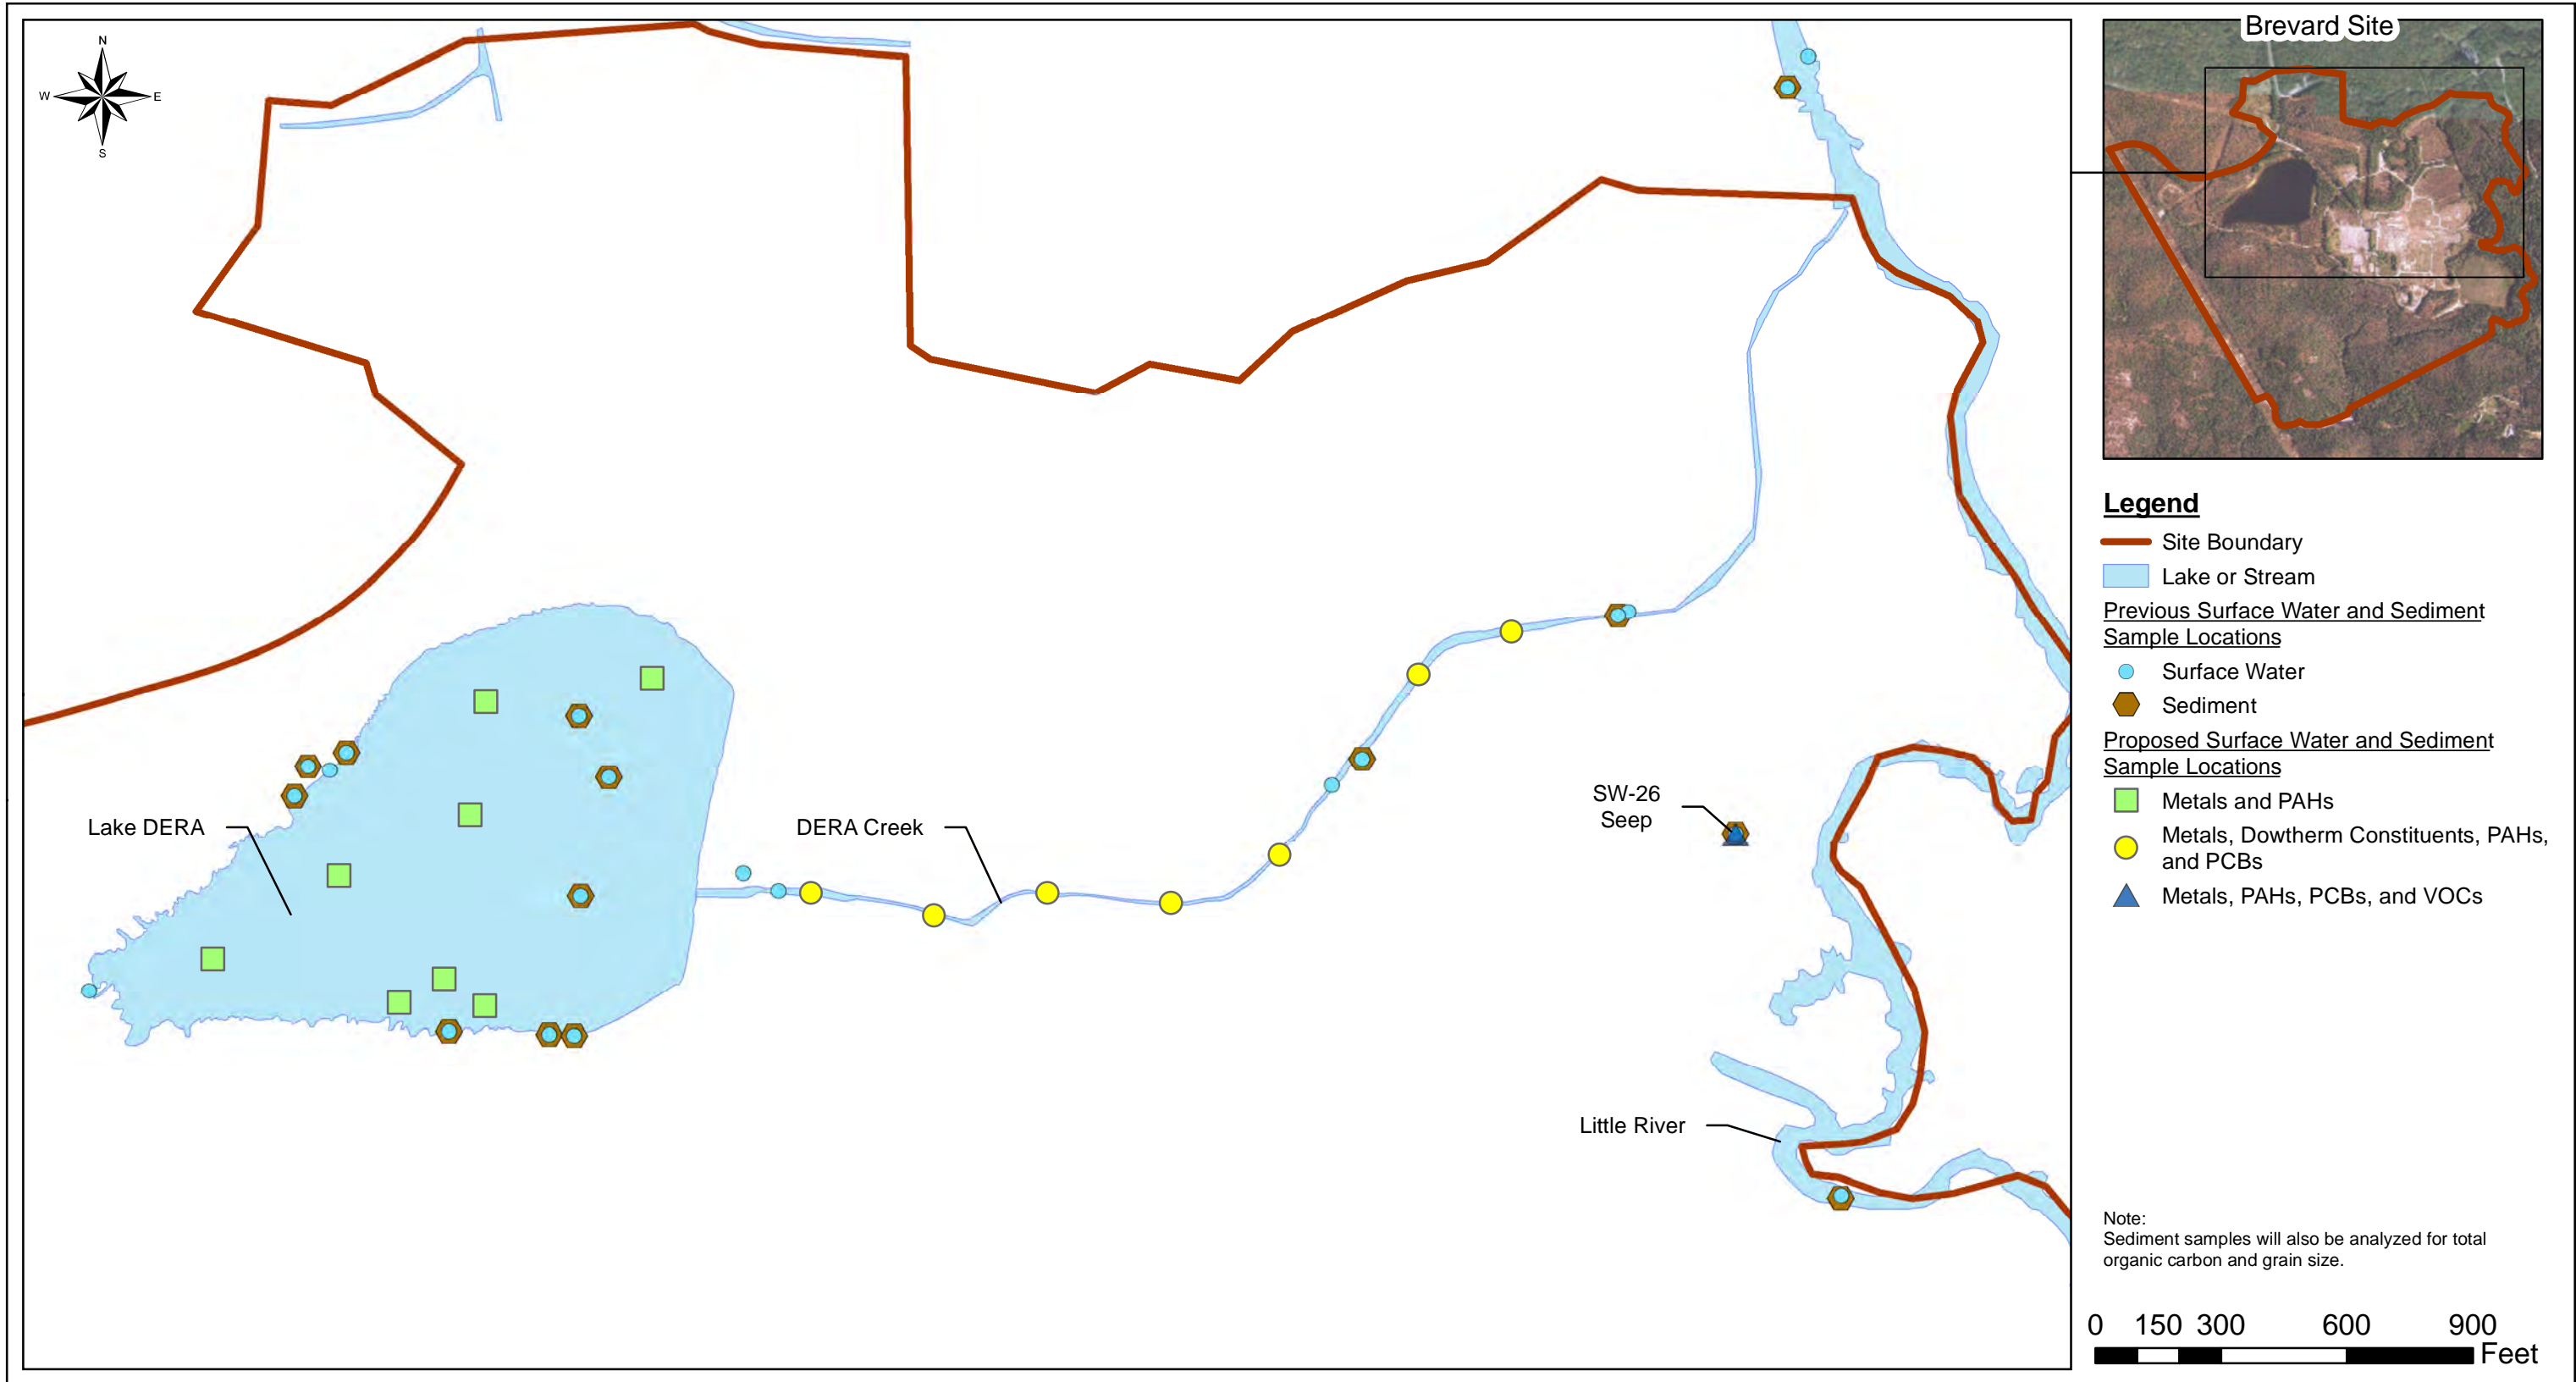 N
W
E
S
Lake DERA
DERA Creek
SW-26
Seep
Little River
Brevard Site
Legend
Site Boundary
Lake or Stream
Previous Surface Water and Sediment
Sample Locations
Surface Water
Sediment
Proposed Surface Water and Sediment
Sample Locations
Metals and PAHs
Metals, Dowtherm Constituents, PAHs,
and PCBs
Metals, PAHs, PCBs, and VOCs
Note:
Sediment samples will also be analyzed for total
organic carbon and grain size.
0 150 300 600 900
Feet